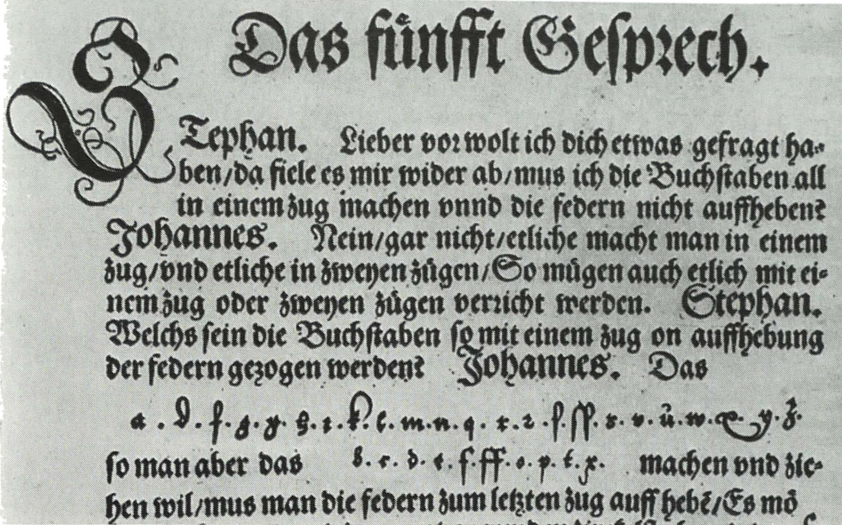 Das fünfft Gesprech.
STephan. Lieber vor wolt ich dich etwas gefragt ha-
ben/da fiele es mir wider ab/mus ich die Buchstaben all
in einem zug machen vnnd die federn nicht auffheben?
Johannes. Nein/gar nicht/etliche macht man in einem
zug/vnd etliche in zweyen zügen/So mügen auch etlich mit ei-
nem zug oder zweyen zügen verricht werden. Stephan.
Welchs sein die Buchstaben so mit einem zug on auffhebung
der federn gezogen werden? Johannes. Das
a . d. f. g. g. h. i. k. l. m. n. q. r. z. ſ. ſſ. s. v. ů. w. x. y. z.
so man aber das b. c. d. e. f. ff. o. p. t. x. machen vnd zie-
hen wil/mus man die federn zum letzten zug auff hebē/Es mō